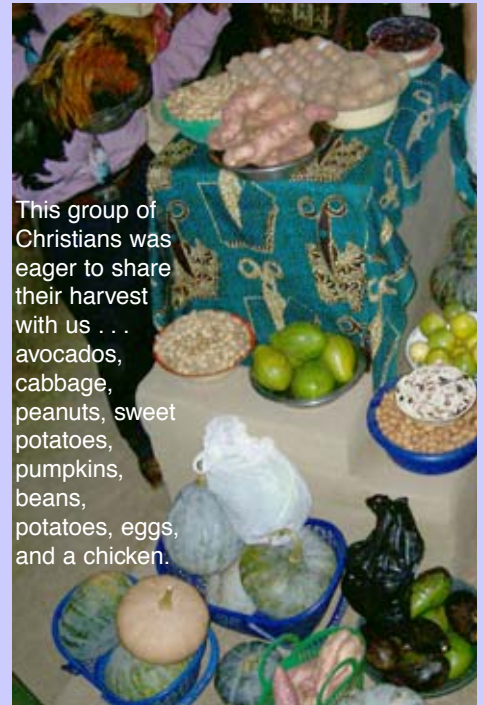 This group of
Christians was
eager to share
their harvest
with us . . .
avocados,
cabbage,
peanuts, sweet
potatoes,
pumpkins,
beans,
potatoes, eggs,
and a chicken.